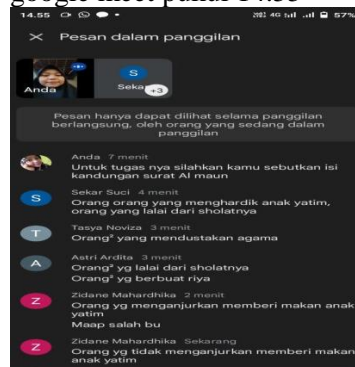 google meet pukul 14.55
14.55
4G 57%
Pesan dalam panggilan
Anda
S
Seka
+3
Pesan hanya dapat dilihat selama panggilan
berlangsung, oleh orang yang sedang dalam
panggilan
Anda 7 menit
Untuk tugas nya silahkan kamu sebutkan isi
kandungan surat Al maun
S
Sekar Suci 4 menit
Orang orang yang menghardik anak yatim,
orang yang lalai dari sholatnya
T
Tasya Noviza 3 menit
Orang² yang mendustakan agama
A
Astri Ardita 3 menit
Orang² yg lalai dari sholatnya
Orang² yg berbuat riya
Z
Zidane Mahardhika 2 menit
Orang yg menganjurkan memberi makan anak
yatim
Maap salah bu
Z
Zidane Mahardhika Sekarang
Orang yg tidak menganjurkan memberi makan
anak yatim